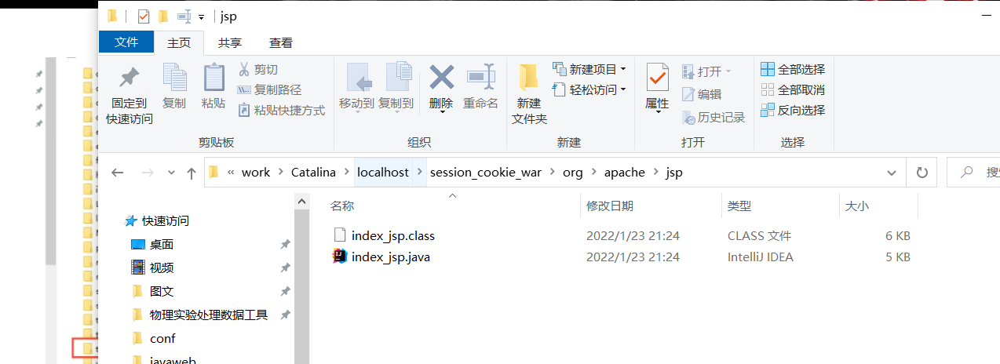 jsp
文件 主页 共享 查看
固定到
快速访问
复制
粘贴
剪切
复制路径
粘贴快捷方式
剪贴板
移动到 复制到 删除 重命名
组织
新建
文件夹
新建项目
轻松访问
新建
属性
打开
编辑
历史记录
打开
全部选择
全部取消
反向选择
选择
« work > Catalina > localhost > session_cookie_war > org > apache > jsp
名称 修改日期 类型 大小
快速访问
桌面
视频
图文
物理实验处理数据工具
conf
javaweb
index_jsp.class 2022/1/23 21:24 CLASS 文件 6 KB
index_jsp.java 2022/1/23 21:24 IntelliJ IDEA 5 KB